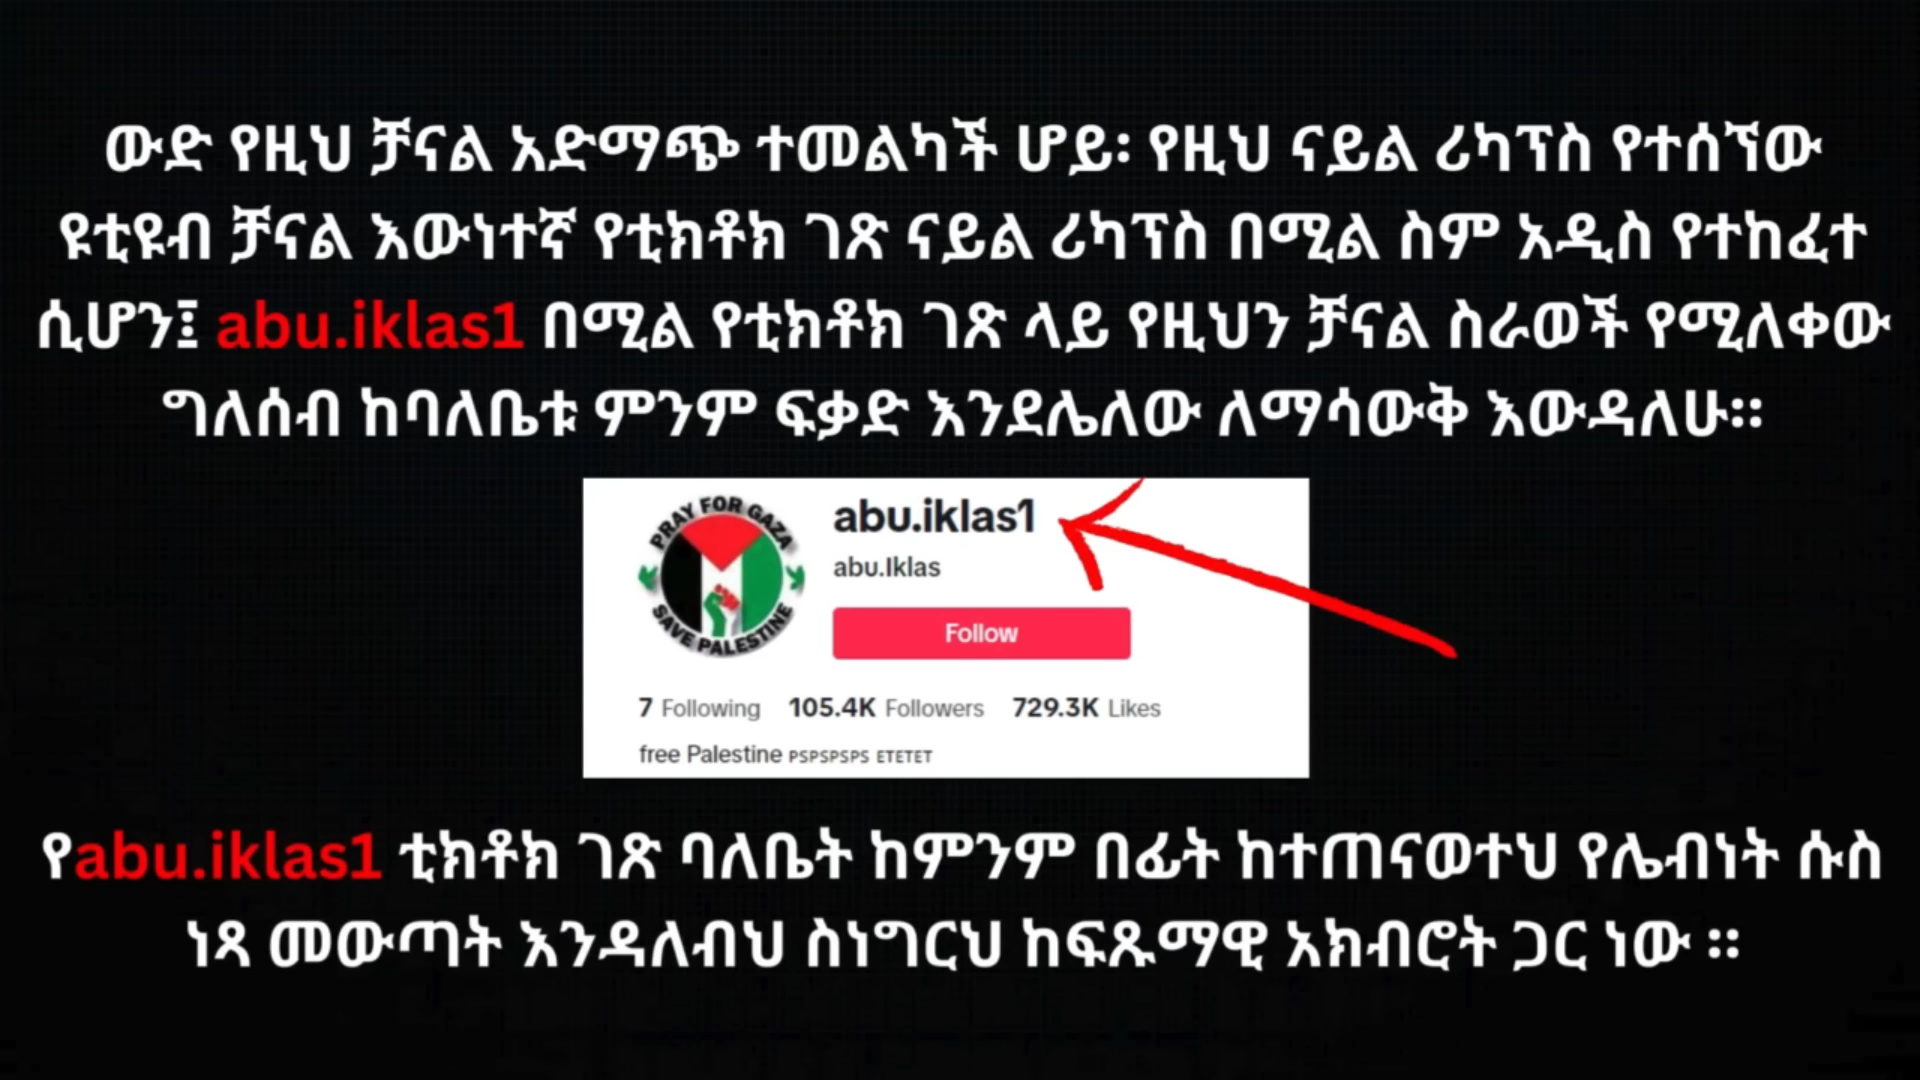 ውድ የዚህ ቻናል አድማጭ ተመልካች ሆይ፡ የዚህ ናይል ሪካፕስ የተሰኘው
ዩቲዩብ ቻናል እውነተኛ የቲክቶክ ገጽ ናይል ሪካፕስ በሚል ስም አዲስ የተከፈተ
ሲሆን፤ abu.iklas1 በሚል የቲክቶክ ገጽ ላይ የዚህን ቻናል ስራወች የሚለቀው
ግለሰብ ከባለቤቱ ምንም ፍቃድ እንደሌለው ለማሳውቅ እውዳለሁ።
PRAY FOR GAZA
SAVE PALESTINE
abu.iklas1
abu.Iklas
Follow
7 Following 105.4K Followers 729.3K Likes
free Palestine PSPSPSPS ETETET
የabu.iklas1 ቲክቶክ ገጽ ባለቤት ከምንም በፊት ከተጠናወተህ የሌብነት ሱስ
ነጻ መውጣት እንዳለብህ ስነግርህ ከፍጹማዊ አክብሮት ጋር ነው ።